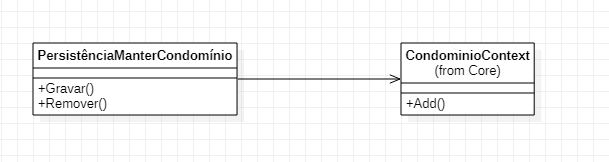 PersistênciaManterCondomínio
+Gravar()
+Remover()
CondominioContext
(from Core)
+Add()